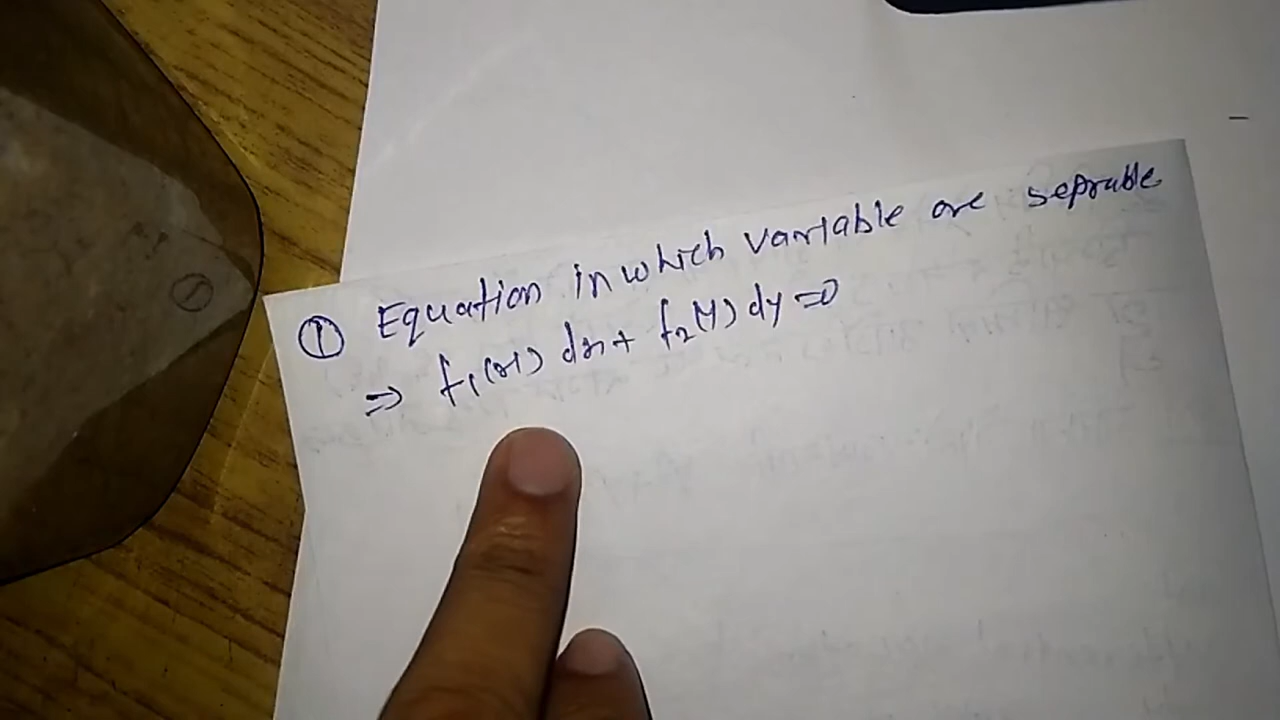 ① Equation in which variable are seprable
⇒ f₁(x) dx + f₂(y) dy = 0